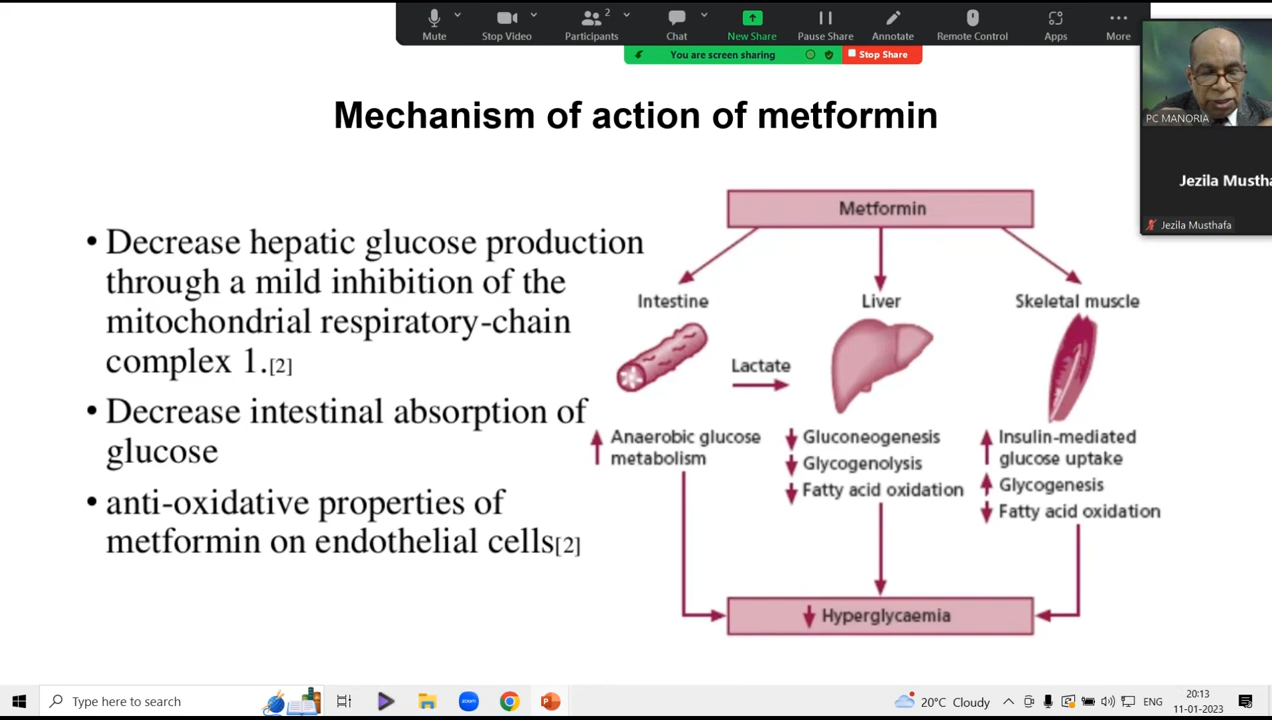 2
Mute
Stop Video
Participants
Chat
New Share
Pause Share
Annotate
Remote Control
Apps
More
You are screen sharing
Stop Share
PC MANORIA
Jezila Musthafa
Jezila Musthafa
Mechanism of action of metformin
• Decrease hepatic glucose production
through a mild inhibition of the
mitochondrial respiratory-chain
complex 1.[2]
• Decrease intestinal absorption of
glucose
• anti-oxidative properties of
metformin on endothelial cells[2]
Metformin
Intestine
Liver
Skeletal muscle
Lactate
Anaerobic glucose
metabolism
Gluconeogenesis
Glycogenolysis
Fatty acid oxidation
Insulin-mediated
glucose uptake
Glycogenesis
Fatty acid oxidation
Hyperglycaemia
Type here to search
zoom
20°C Cloudy
ENG
20:13
11-01-2023